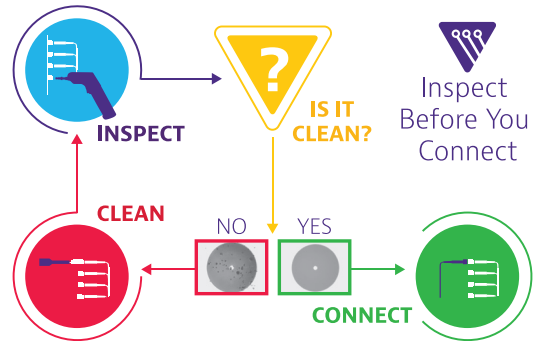 INSPECT
?
IS IT
CLEAN?
Inspect
Before You
Connect
CLEAN
NO
YES
CONNECT